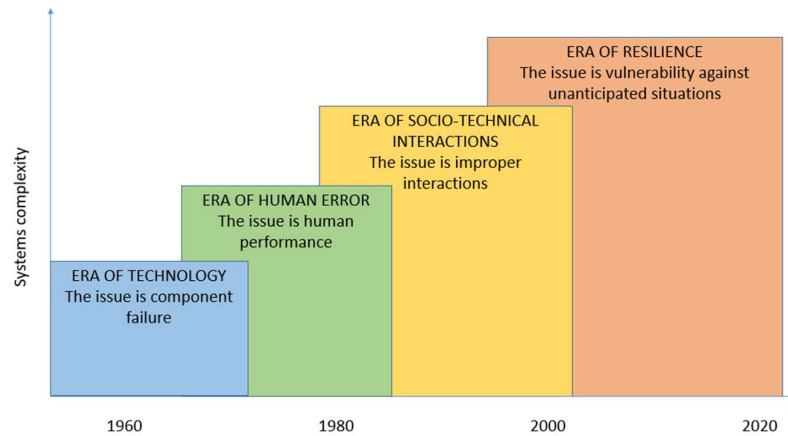 Systems complexity
ERA OF RESILIENCE
The issue is vulnerability against
unanticipated situations
ERA OF SOCIO-TECHNICAL
INTERACTIONS
The issue is improper
interactions
ERA OF HUMAN ERROR
The issue is human
performance
ERA OF TECHNOLOGY
The issue is component
failure
1960 1980 2000 2020